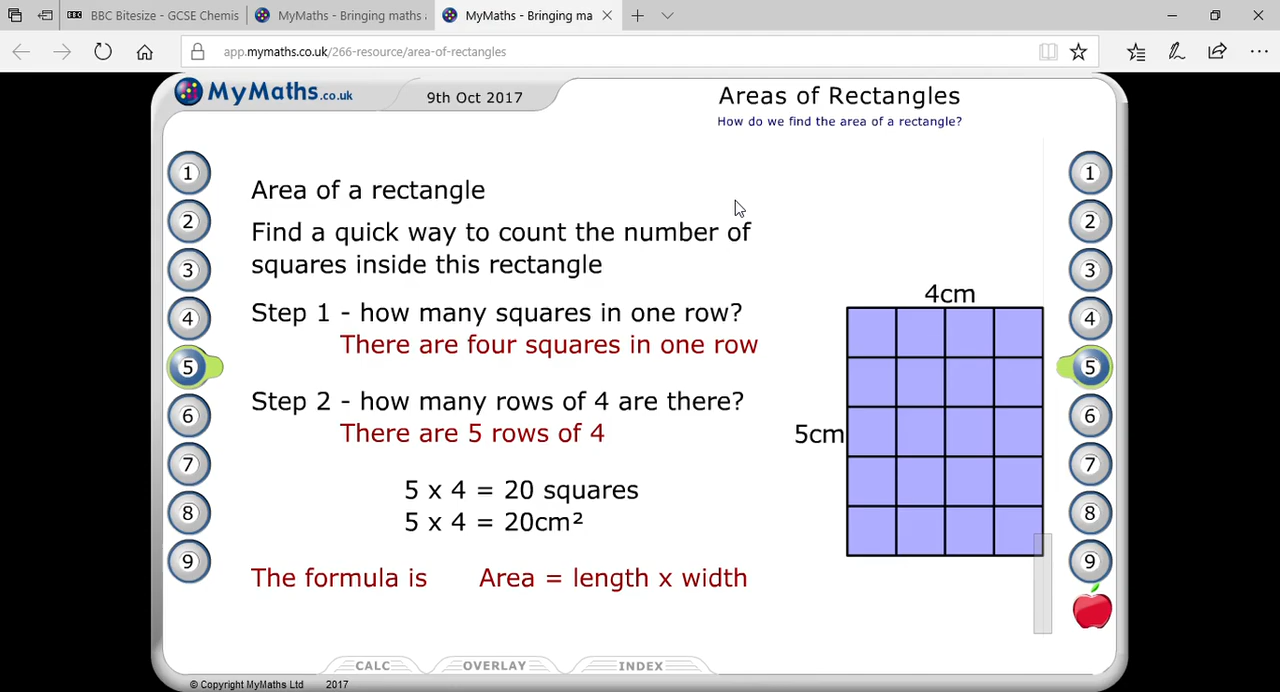 BBC Bitesize - GCSE Chemis
MyMaths - Bringing maths
MyMaths - Bringing ma
app.mymaths.co.uk/266-resource/area-of-rectangles
MyMaths.co.uk
9th Oct 2017
Areas of Rectangles
How do we find the area of a rectangle?
1
2
3
4
5
6
7
8
9
Area of a rectangle
Find a quick way to count the number of
squares inside this rectangle
Step 1 - how many squares in one row?
There are four squares in one row
Step 2 - how many rows of 4 are there?
There are 5 rows of 4
5 x 4 = 20 squares
5 x 4 = 20cm²
The formula is Area = length x width
4cm
5cm
1
2
3
4
5
6
7
8
9
CALC
OVERLAY
INDEX
© Copyright MyMaths Ltd 2017